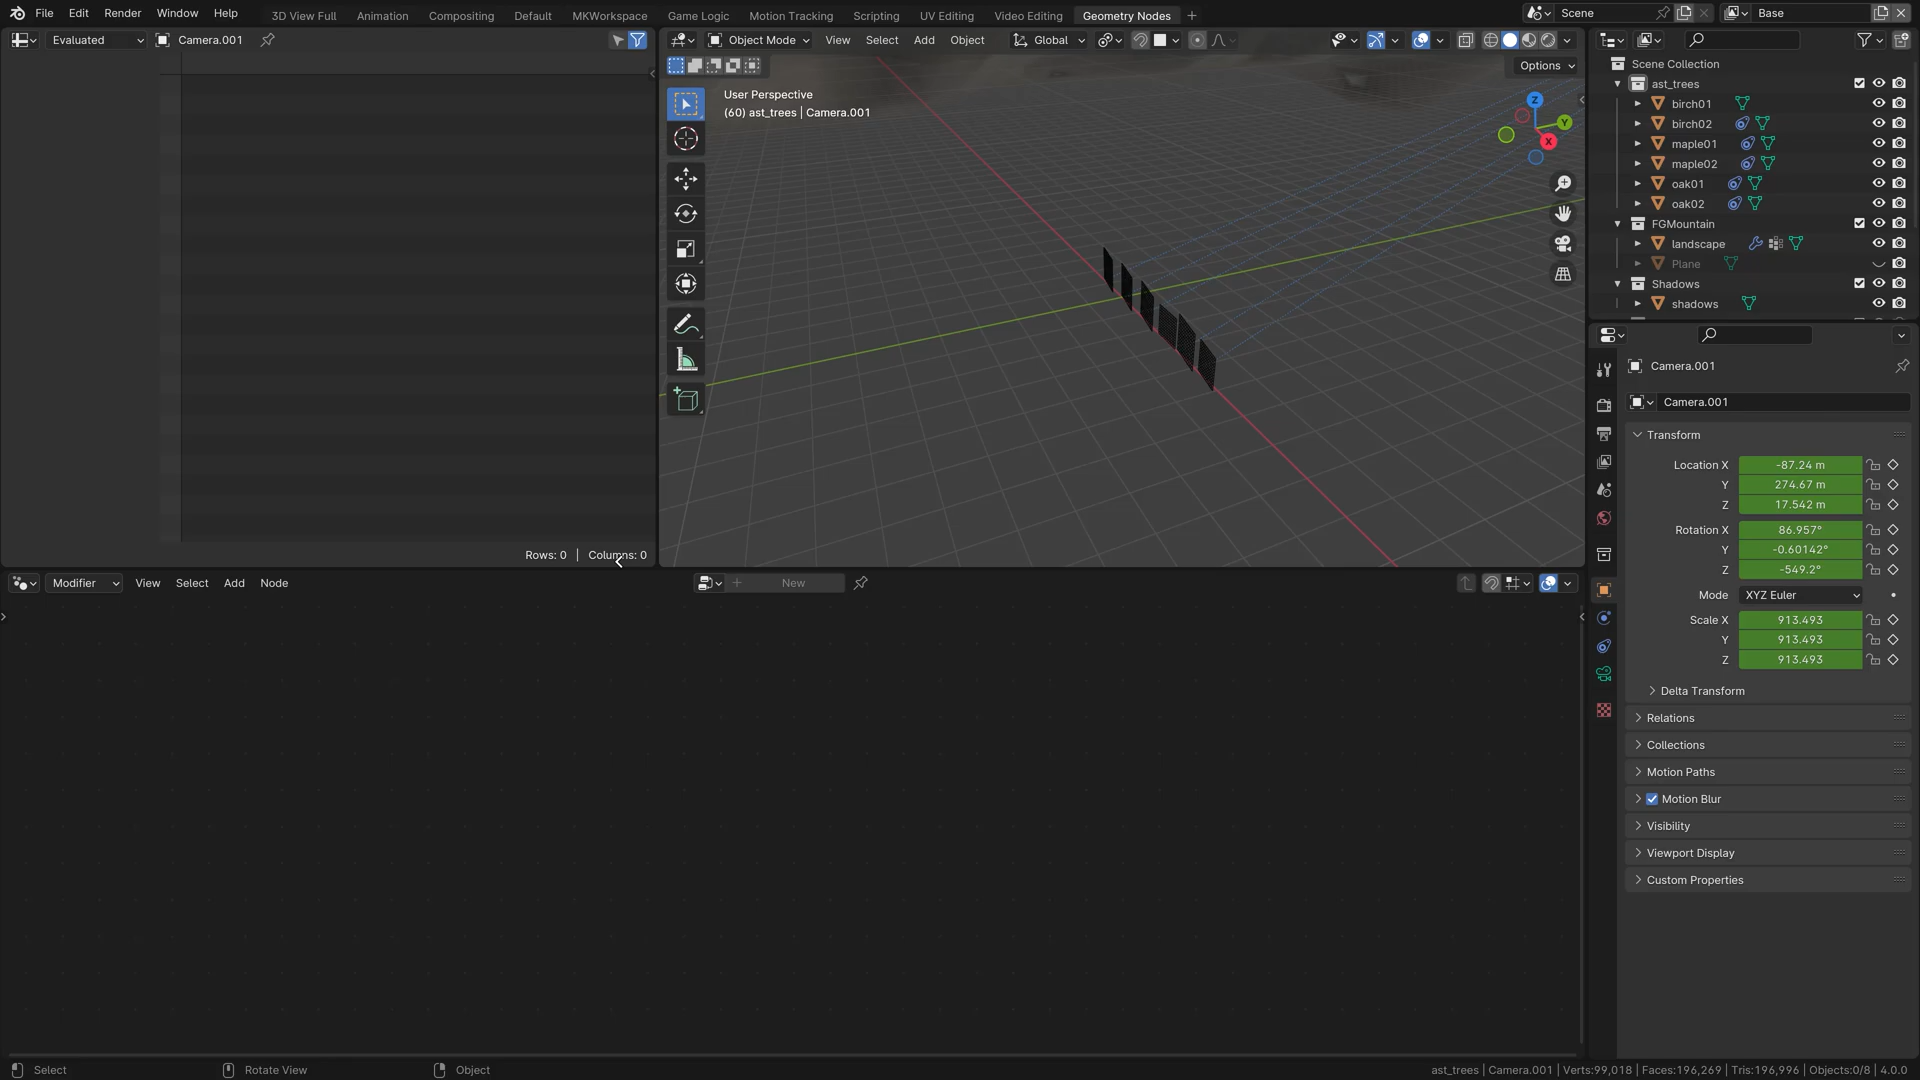 File Edit Render Window Help 3D View Full Animation Compositing Default MKWorkspace Game Logic Motion Tracking Scripting UV Editing Video Editing Geometry Nodes + Scene Base
Evaluated Camera.001 Object Mode View Select Add Object Global
Options
Scene Collection
ast_trees
User Perspective
(60) ast_trees | Camera.001
Z
Y
X
birch01
birch02
maple01
maple02
oak01
oak02
FGMountain
landscape
Plane
Shadows
shadows
Camera.001
Camera.001
Transform
Location X -87.24 m
Y 274.67 m
Z 17.542 m
Rotation X 86.957°
Y -0.60142°
Z -549.2°
Mode XYZ Euler
Scale X 913.493
Y 913.493
Z 913.493
Delta Transform
Relations
Collections
Motion Paths
Motion Blur
Visibility
Viewport Display
Custom Properties
Rows: 0 | Columns: 0
Modifier View Select Add Node + New
Select Rotate View Object ast_trees | Camera.001 | Verts:99,018 | Faces:196,269 | Tris:196,996 | Objects:0/8 | 4.0.0